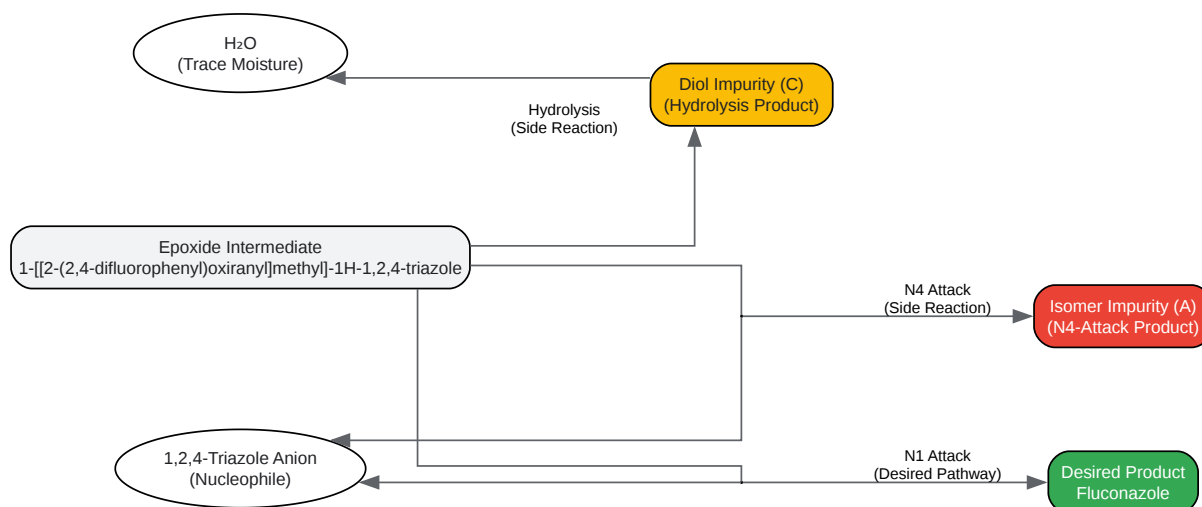 H₂O
(Trace Moisture)
Diol Impurity (C)
(Hydrolysis Product)
Hydrolysis
(Side Reaction)
Epoxide Intermediate
1-[[2-(2,4-difluorophenyl)oxiranyl]methyl]-1H-1,2,4-triazole
N4 Attack
(Side Reaction)
Isomer Impurity (A)
(N4-Attack Product)
1,2,4-Triazole Anion
(Nucleophile)
N1 Attack
(Desired Pathway)
Desired Product
Fluconazole